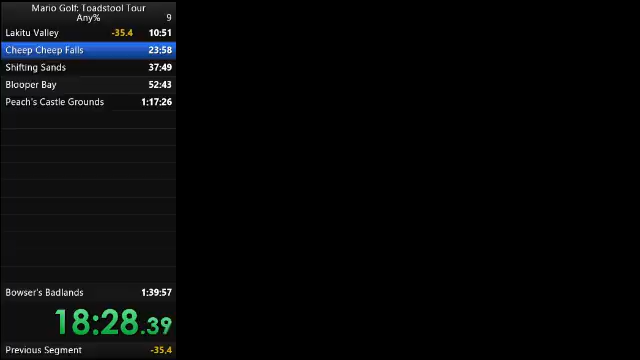 Mario Golf: Toadstool Tour
Any% 9
Lakitu Valley -35.4 10:51
Cheep Cheep Falls 23:58
Shifting Sands 37:49
Blooper Bay 52:43
Peach's Castle Grounds 1:17:26
Bowser's Badlands 1:39:57
18:28.39
Previous Segment -35.4